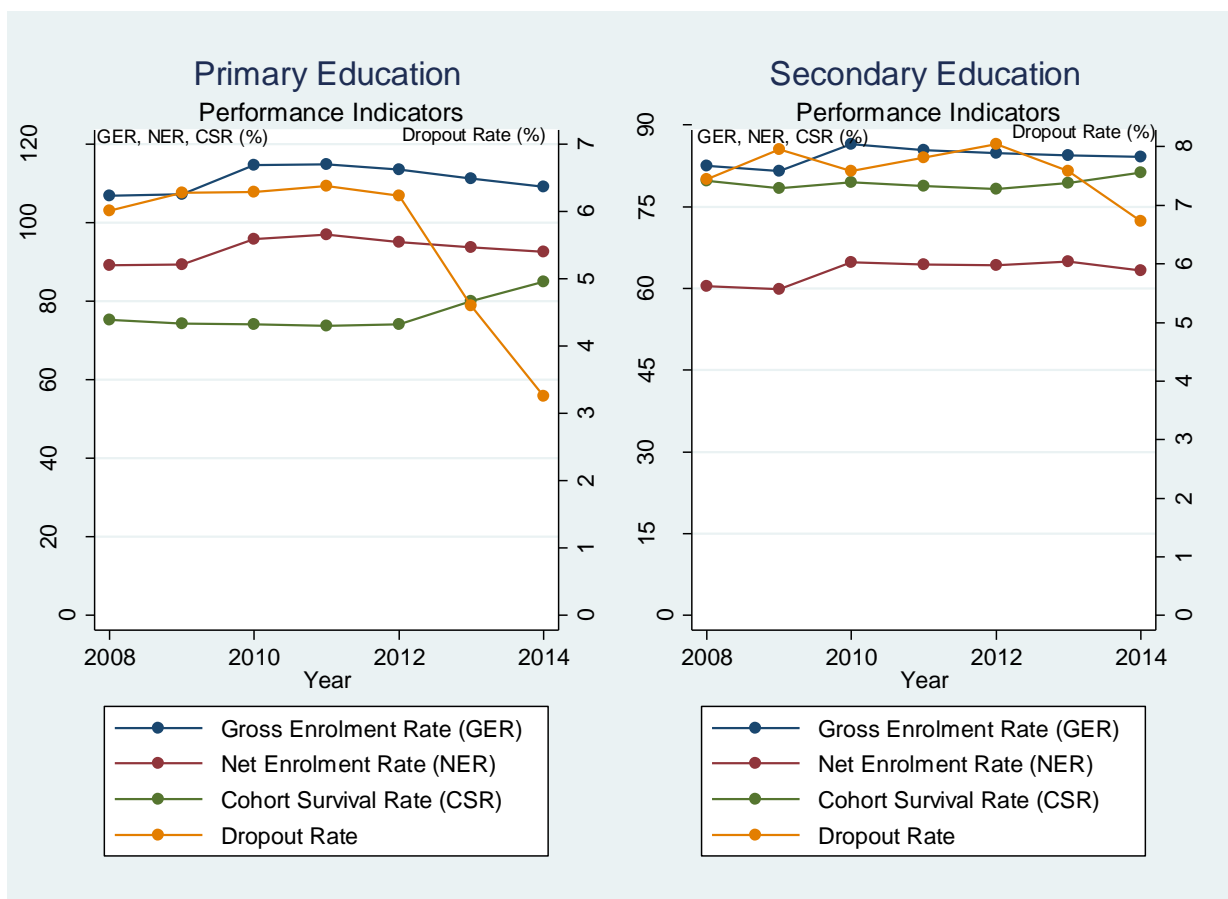 Primary Education
Performance Indicators
GER, NER, CSR (%) Dropout Rate (%)
120
100
80
60
40
20
0
7
6
5
4
3
2
1
0
2008 2010 2012 2014
Year
Gross Enrolment Rate (GER)
Net Enrolment Rate (NER)
Cohort Survival Rate (CSR)
Dropout Rate
Secondary Education
Performance Indicators
GER, NER, CSR (%) Dropout Rate (%)
90
75
60
45
30
15
0
8
7
6
5
4
3
2
1
0
2008 2010 2012 2014
Year
Gross Enrolment Rate (GER)
Net Enrolment Rate (NER)
Cohort Survival Rate (CSR)
Dropout Rate